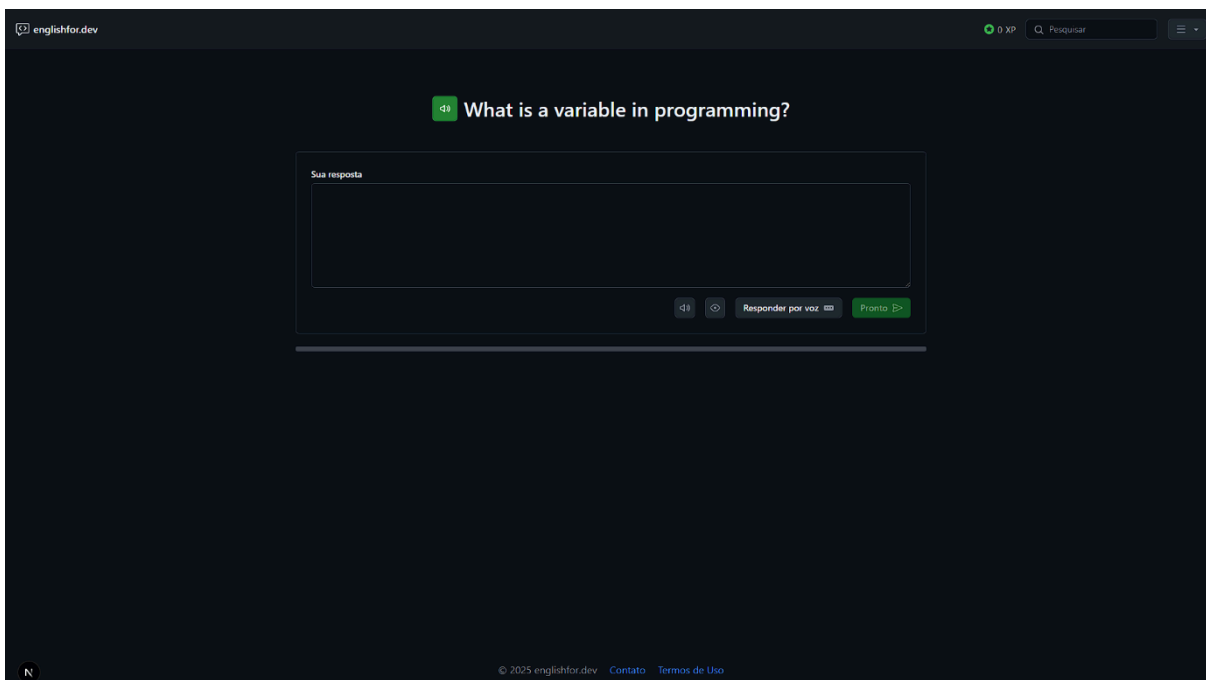 englishfor.dev
0 XP
Pesquisar
What is a variable in programming?
Sua resposta
Responder por voz
Pronto
N
© 2025 englishfor.dev Contato Termos de Uso